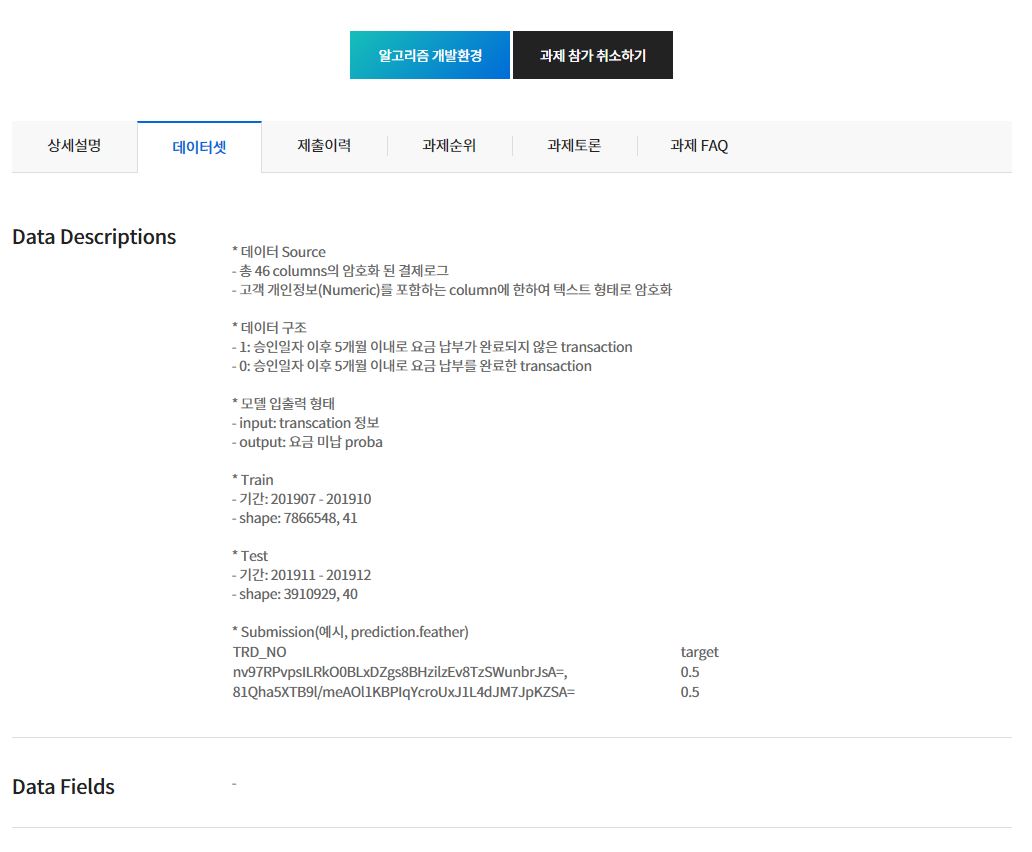 알고리즘 개발환경
과제 참가 취소하기
상세설명
데이터셋
제출이력
과제순위
과제토론
과제 FAQ
Data Descriptions
* 데이터 Source
- 총 46 columns의 암호화 된 결제로그
- 고객 개인정보(Numeric)를 포함하는 column에 한하여 텍스트 형태로 암호화
* 데이터 구조
- 1: 승인일자 이후 5개월 이내로 요금 납부가 완료되지 않은 transaction
- 0: 승인일자 이후 5개월 이내로 요금 납부를 완료한 transaction
* 모델 입출력 형태
- input: transcation 정보
- output: 요금 미납 proba
* Train
- 기간: 201907 - 201910
- shape: 7866548, 41
* Test
- 기간: 201911 - 201912
- shape: 3910929, 40
* Submission(예시, prediction.feather)
TRD_NO target
nv97RPvpsILRkO0BLxDZgs8BHzilzEv8TzSWunbrJsA=, 0.5
81Qha5XTB9l/meAOl1KBPIqYcroUxJ1L4dJM7JpKZSA= 0.5
Data Fields
-